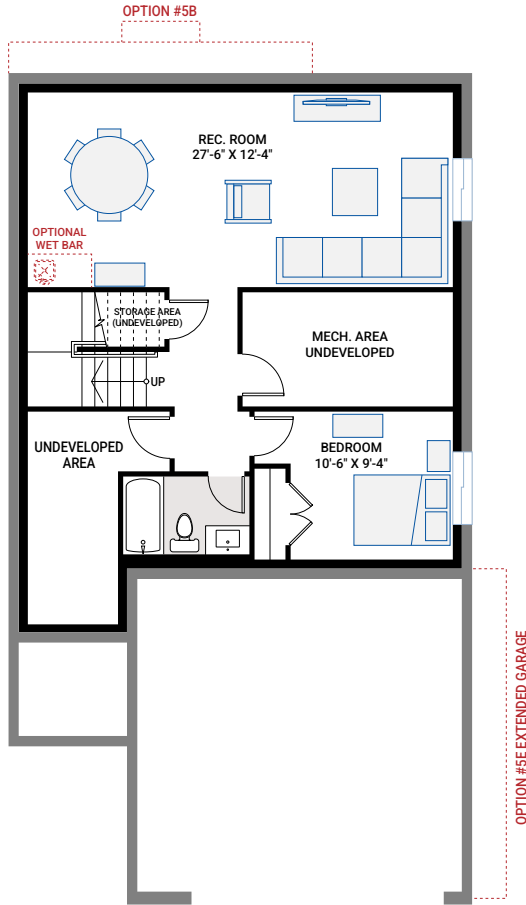 OPTION #5B
REC. ROOM
27'-6" X 12'-4"
OPTIONAL
WET BAR
STORAGE AREA
(UNDEVELOPED)
MECH. AREA
UNDEVELOPED
UP
UNDEVELOPED
AREA
BEDROOM
10'-6" X 9'-4"
OPTION #5E EXTENDED GARAGE